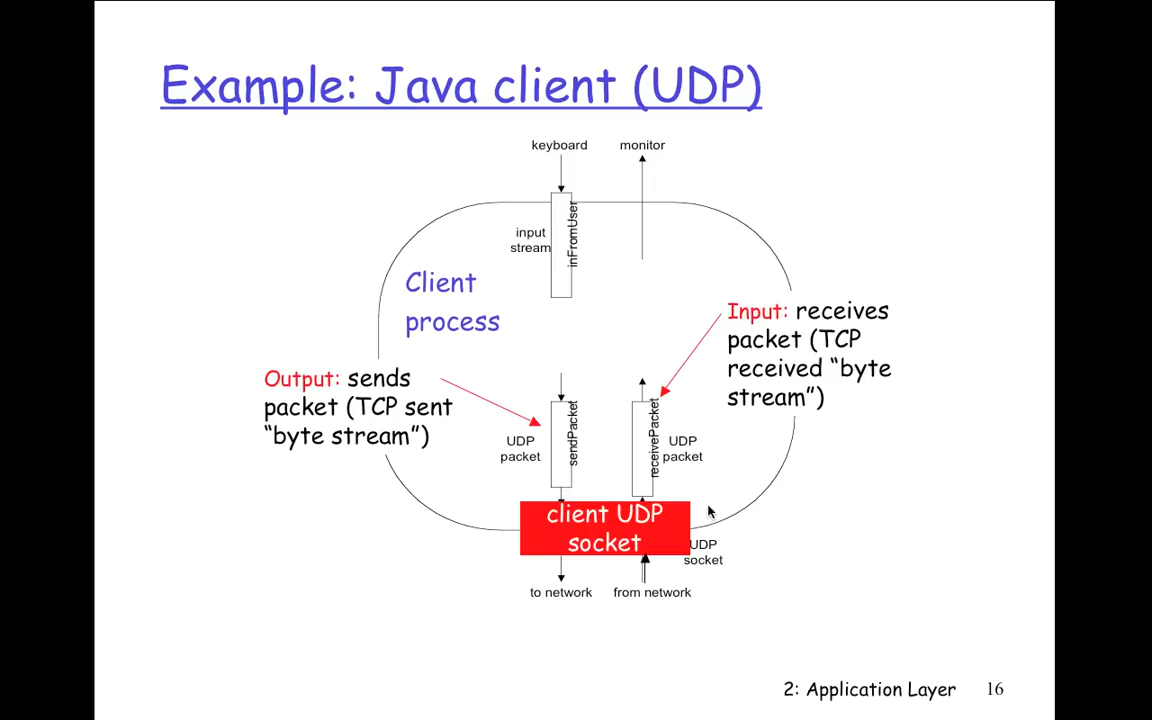 Example: Java client (UDP)
keyboard
monitor
input
stream
inFromUser
Client
process
Input: receives
packet (TCP
received “byte
stream”)
Output: sends
packet (TCP sent
“byte stream”)
UDP
packet
sendPacket
receivePacket
UDP
packet
client UDP
socket
UDP
socket
to network
from network
2: Application Layer
16